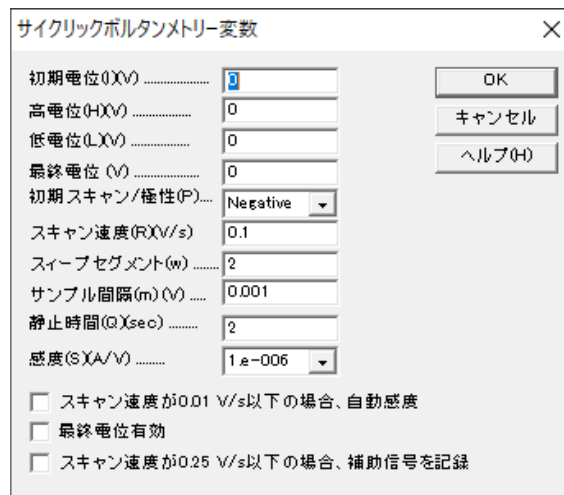 サイクリックボルタンメトリー変数
初期電位(I)(V) .................. 0
高電位(H)(V) ................ 0
低電位(L)(V) ................ 0
最終電位 (V) .................. 0
初期スキャン/極性(P).... Negative
スキャン速度(R)(V/s) 0.1
スィープセグメント(w) ....... 2
サンプル間隔(m) (V) ..... 0.001
静止時間(Q)(sec) ........ 2
感度(S)(A/V) ......... 1.e-006
OK
キャンセル
ヘルプ(H)
スキャン速度が0.01 V/s以下の場合、自動感度
最終電位有効
スキャン速度が0.25 V/s以下の場合、補助信号を記録